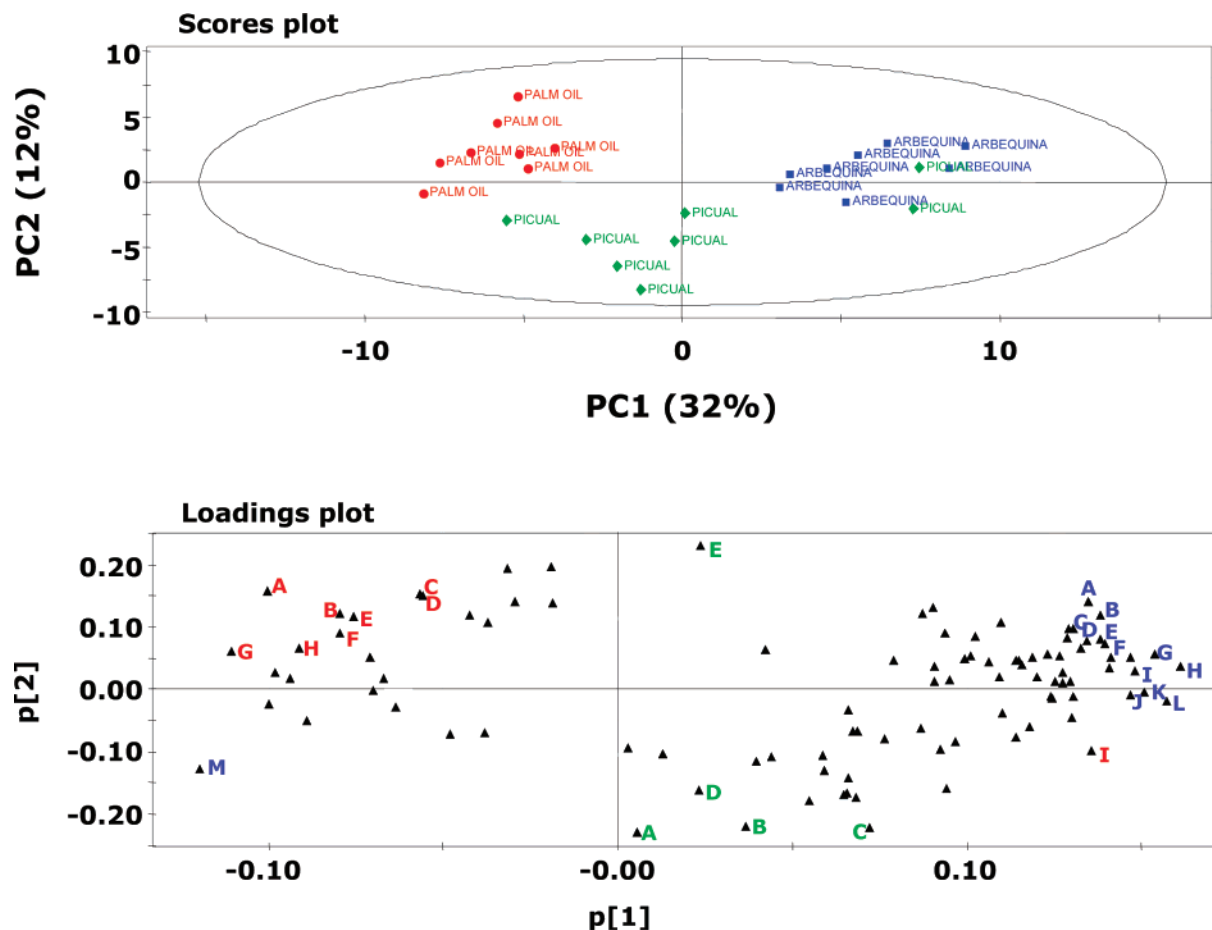 Scores plot
10
5
0
-5
-10
PC2 (12%)
PALM OIL
PALM OIL
PALM OIL PALM OIL PALM OIL
PALM OIL PALM OIL
PALM OIL
ARBEQUINA ARBEQUINA
ARBEQUINA
ARBEQUINA PICUAL ARBEQUINA
ARBEQUINA
ARBEQUINA
ARBEQUINA PICUAL
PICUAL PICUAL
PICUAL PICUAL
PICUAL
PICUAL
-10 0 10
PC1 (32%)
Loadings plot
0.20
0.10
0.00
-0.10
-0.20
p[2]
E
A C A
B D B
E C D E
F F
G H G H
I
J K L
M I
D
A B C
-0.10 -0.00 0.10
p[1]